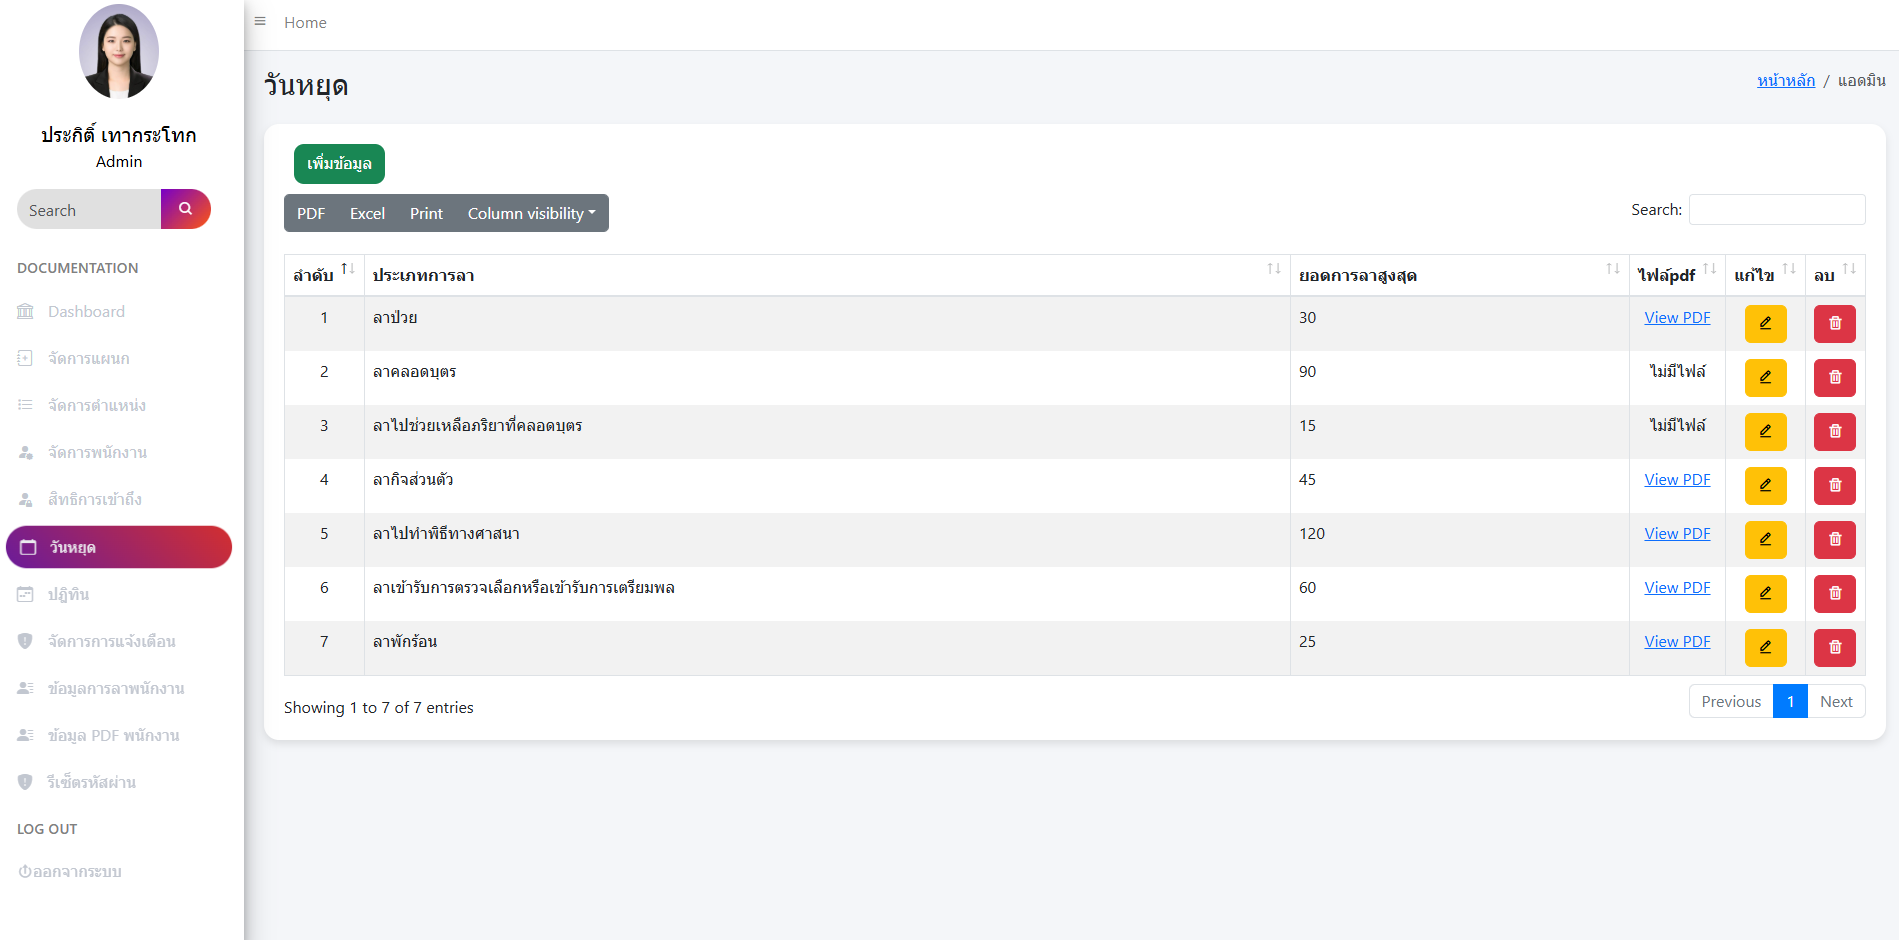 ประกิติ์ เทากระโทก
Admin
Search
DOCUMENTATION
Dashboard
จัดการแผนก
จัดการตำแหน่ง
จัดการพนักงาน
สิทธิการเข้าถึง
วันหยุด
ปฏิทิน
จัดการการแจ้งเตือน
ข้อมูลการลาพนักงาน
ข้อมูล PDF พนักงาน
รีเซ็ตรหัสผ่าน
LOG OUT
ออกจากระบบ
Home
วันหยุด
หน้าหลัก / แอดมิน
เพิ่มข้อมูล
PDF Excel Print Column visibility
Search:
ลำดับ ประเภทการลา ยอดการลาสูงสุด ไฟล์pdf แก้ไข ลบ
1 ลาป่วย 30 View PDF
2 ลาคลอดบุตร 90 ไม่มีไฟล์
3 ลาไปช่วยเหลือภริยาที่คลอดบุตร 15 ไม่มีไฟล์
4 ลากิจส่วนตัว 45 View PDF
5 ลาไปทำพิธีทางศาสนา 120 View PDF
6 ลาเข้ารับการตรวจเลือกหรือเข้ารับการเตรียมพล 60 View PDF
7 ลาพักร้อน 25 View PDF
Showing 1 to 7 of 7 entries
Previous 1 Next